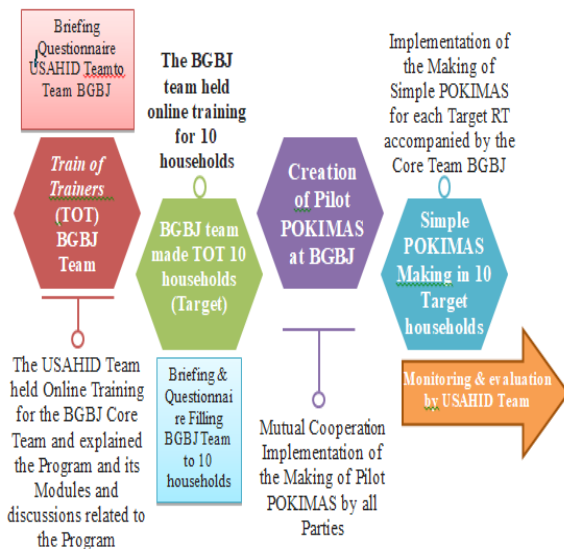 Briefing
Questionnaire
USAHID Team to
Team BGBJ
Train of
Trainers
(TOT)
BGBJ
Team
The USAHID Team
held Online Training
for the BGBJ Core
Team and explained
the Program and its
Modules and
discussions related to
the Program
The BGBJ
team held
online training
for 10
households
BGBJ team
made TOT 10
households
(Target)
Briefing &
Questionnai
re Filling
BGBJ Team
to 10
households
Creation
of Pilot
POKIMAS
at BGBJ
Mutual Cooperation
Implementation of
the Making of Pilot
POKIMAS by all
Parties
Implementation of
the Making of
Simple POKIMAS
for each Target RT
accompanied by the
Core Team BGBJ
Simple
POKIMAS
Making in 10
Target
households
Monitoring & evaluation
by USAHID Team